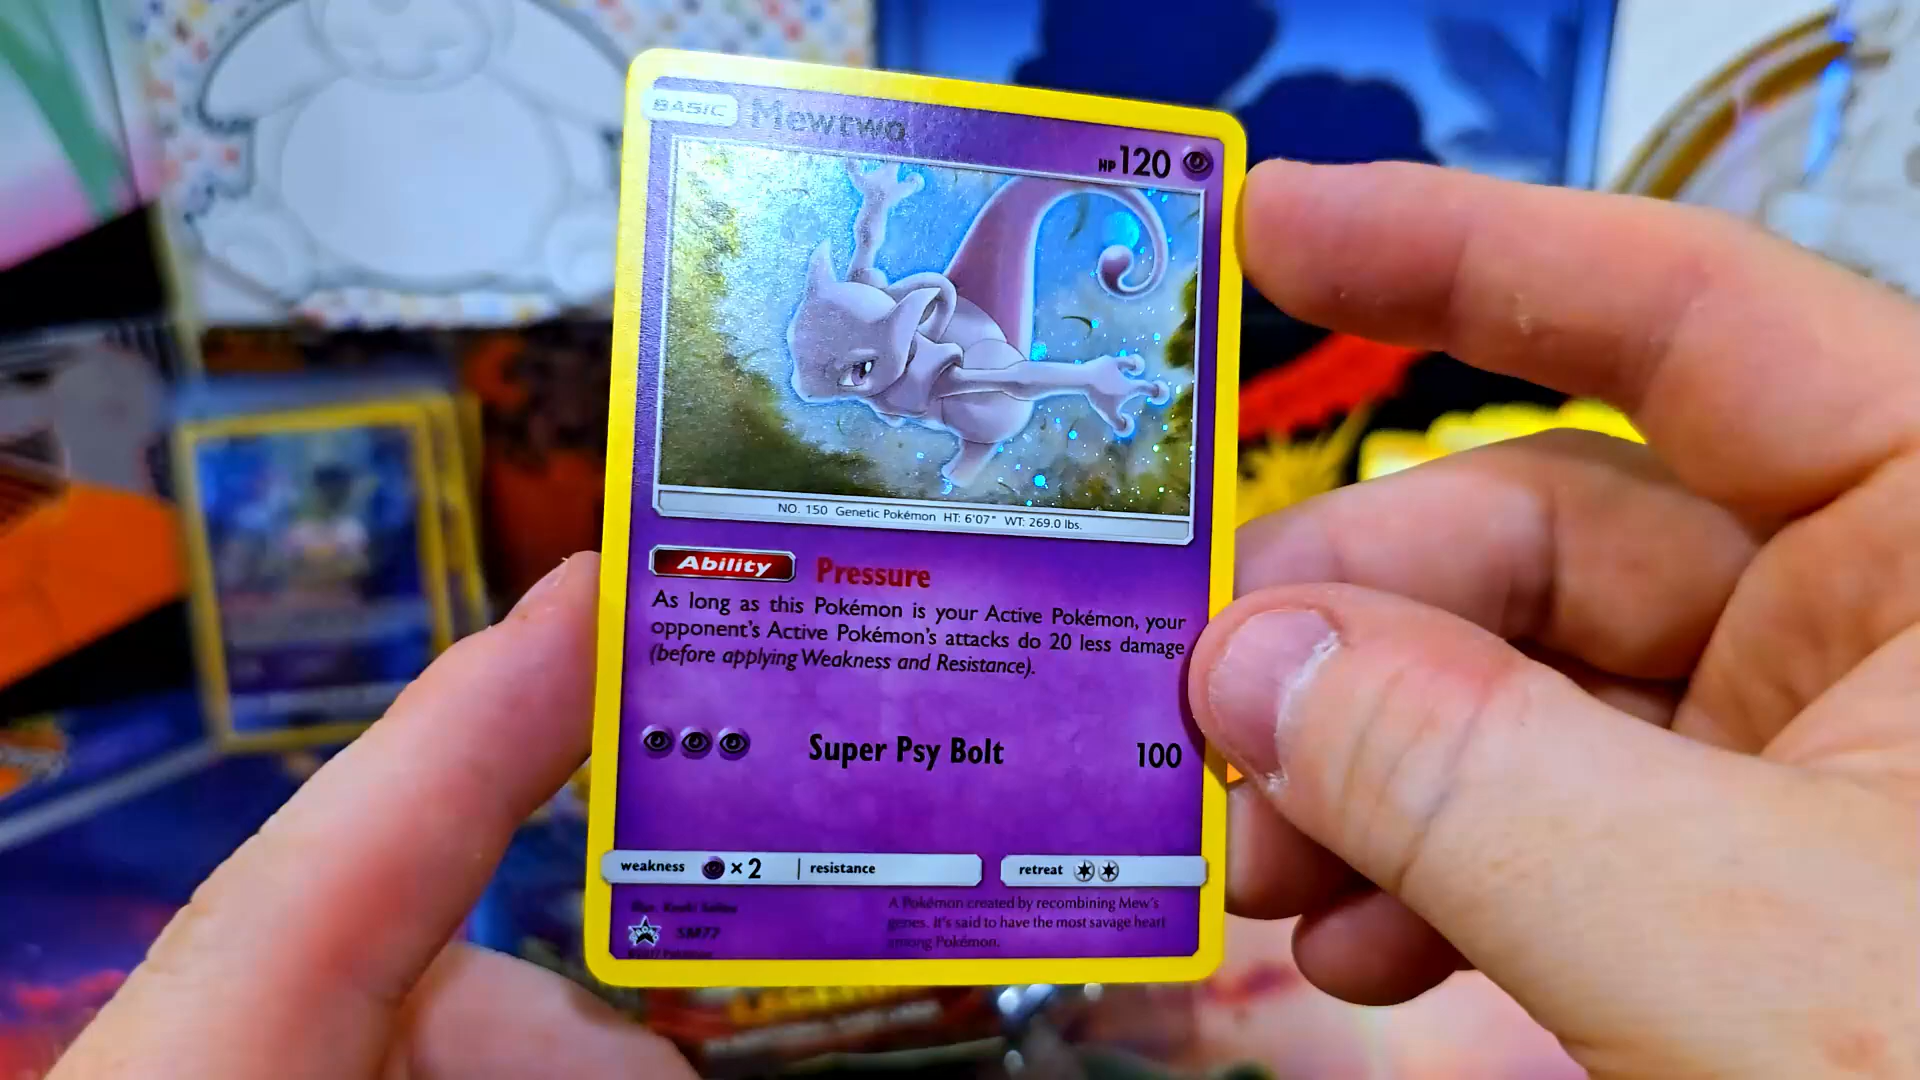 BASIC Mewtwo
HP 120
NO. 150 Genetic Pokémon HT: 6'07" WT: 269.0 lbs.
Ability Pressure
As long as this Pokémon is your Active Pokémon, your
opponent's Active Pokémon's attacks do 20 less damage
(before applying Weakness and Resistance).
Super Psy Bolt 100
weakness ×2 resistance retreat
Illus. Kouki Saitou
PROMO SM77
A Pokémon created by recombining Mew's
genes. It's said to have the most savage heart
among Pokémon.